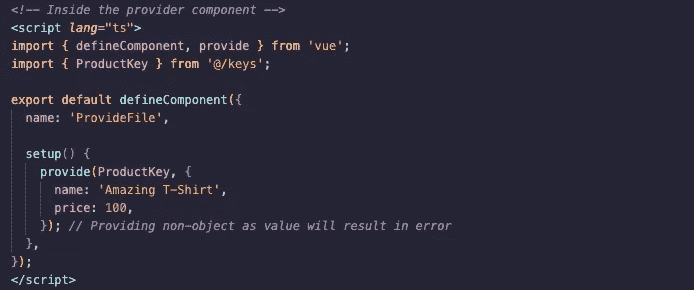 <!-- Inside the provider component -->
<script lang="ts">
import { defineComponent, provide } from 'vue';
import { ProductKey } from '@/keys';

export default defineComponent({
  name: 'ProvideFile',

  setup() {
    provide(ProductKey, {
      name: 'Amazing T-Shirt',
      price: 100,
    }); // Providing non-object as value will result in error
  },
});
</script>